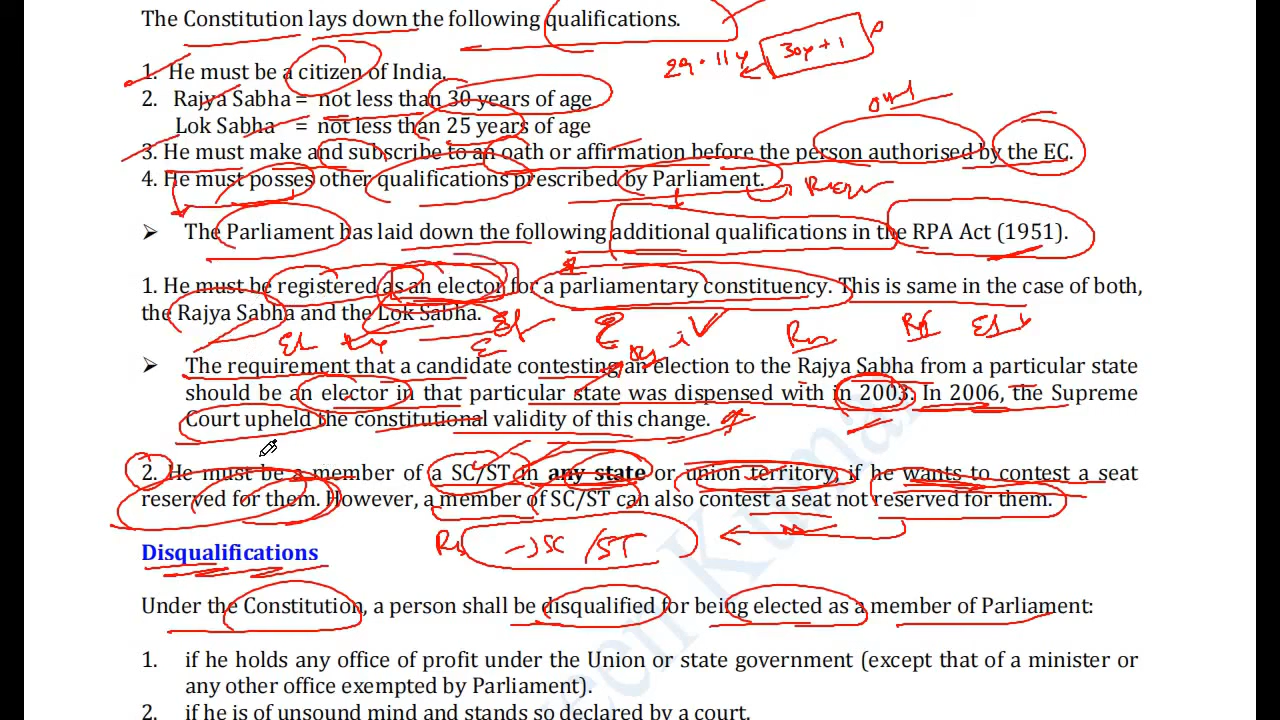 The Constitution lays down the following qualifications.
29.11y 30y+1
1. He must be a citizen of India.
2. Rajya Sabha = not less than 30 years of age
Lok Sabha = not less than 25 years of age
3. He must make and subscribe to an oath or affirmation before the person authorised by the EC.
4. He must posses other qualifications prescribed by Parliament.
➢ The Parliament has laid down the following additional qualifications in the RPA Act (1951).
1. He must be registered as an elector for a parliamentary constituency. This is same in the case of both,
the Rajya Sabha and the Lok Sabha.
➢ The requirement that a candidate contesting an election to the Rajya Sabha from a particular state
should be an elector in that particular state was dispensed with in 2003. In 2006, the Supreme
Court upheld the constitutional validity of this change.
2. He must be a member of a SC/ST in any state or union territory, if he wants to contest a seat
reserved for them. However, a member of SC/ST can also contest a seat not reserved for them.
SC/ST
Disqualifications
Under the Constitution, a person shall be disqualified for being elected as a member of Parliament:
1. if he holds any office of profit under the Union or state government (except that of a minister or
any other office exempted by Parliament).
2. if he is of unsound mind and stands so declared by a court.